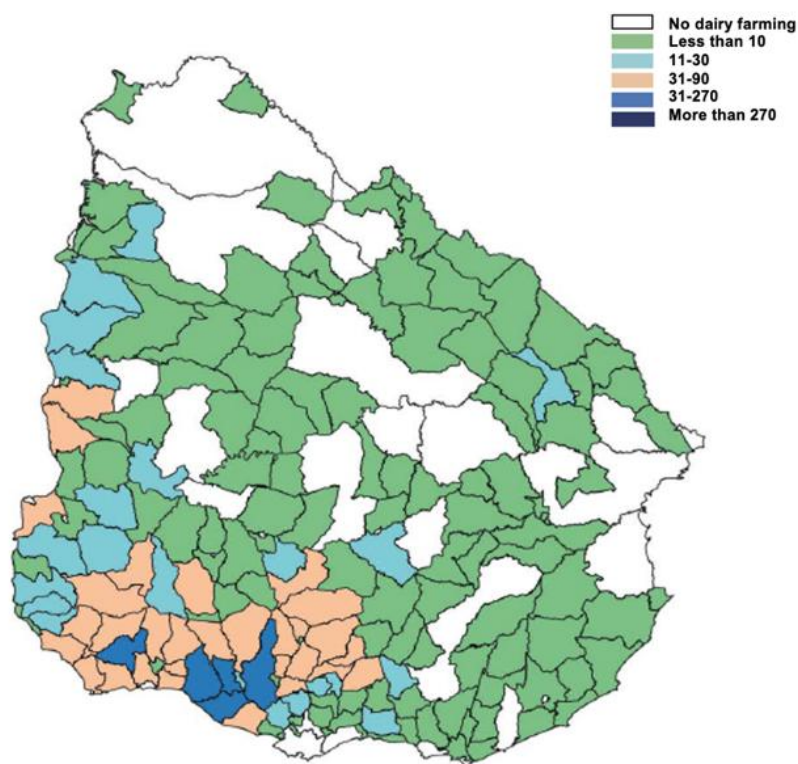 No dairy farming
Less than 10
11-30
31-90
31-270
More than 270